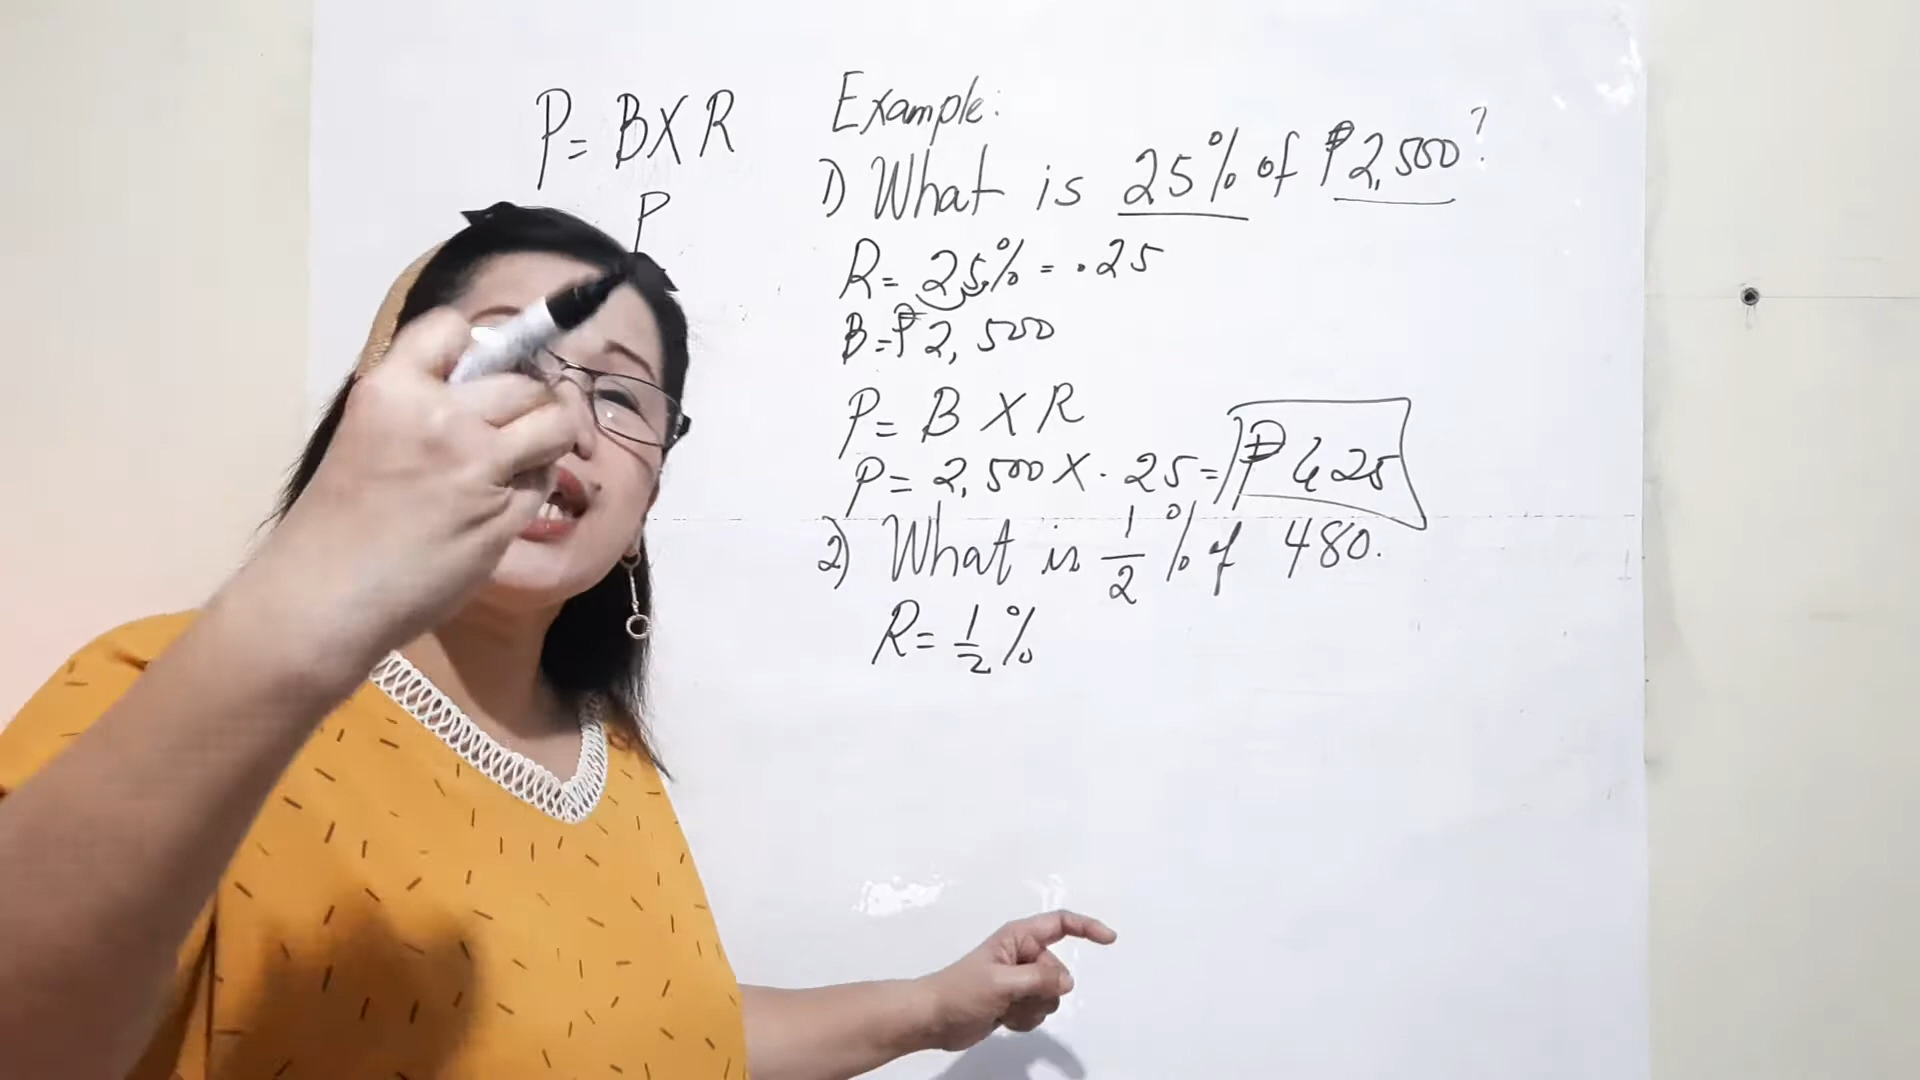 P = B X R
P
Example:
1) What is 25% of ₱2,500?
R = 25% = .25
B = ₱2,500
P = B X R
P = 2,500 X .25 = ₱625
2) What is 1/2 % of 480.
R = 1/2 %